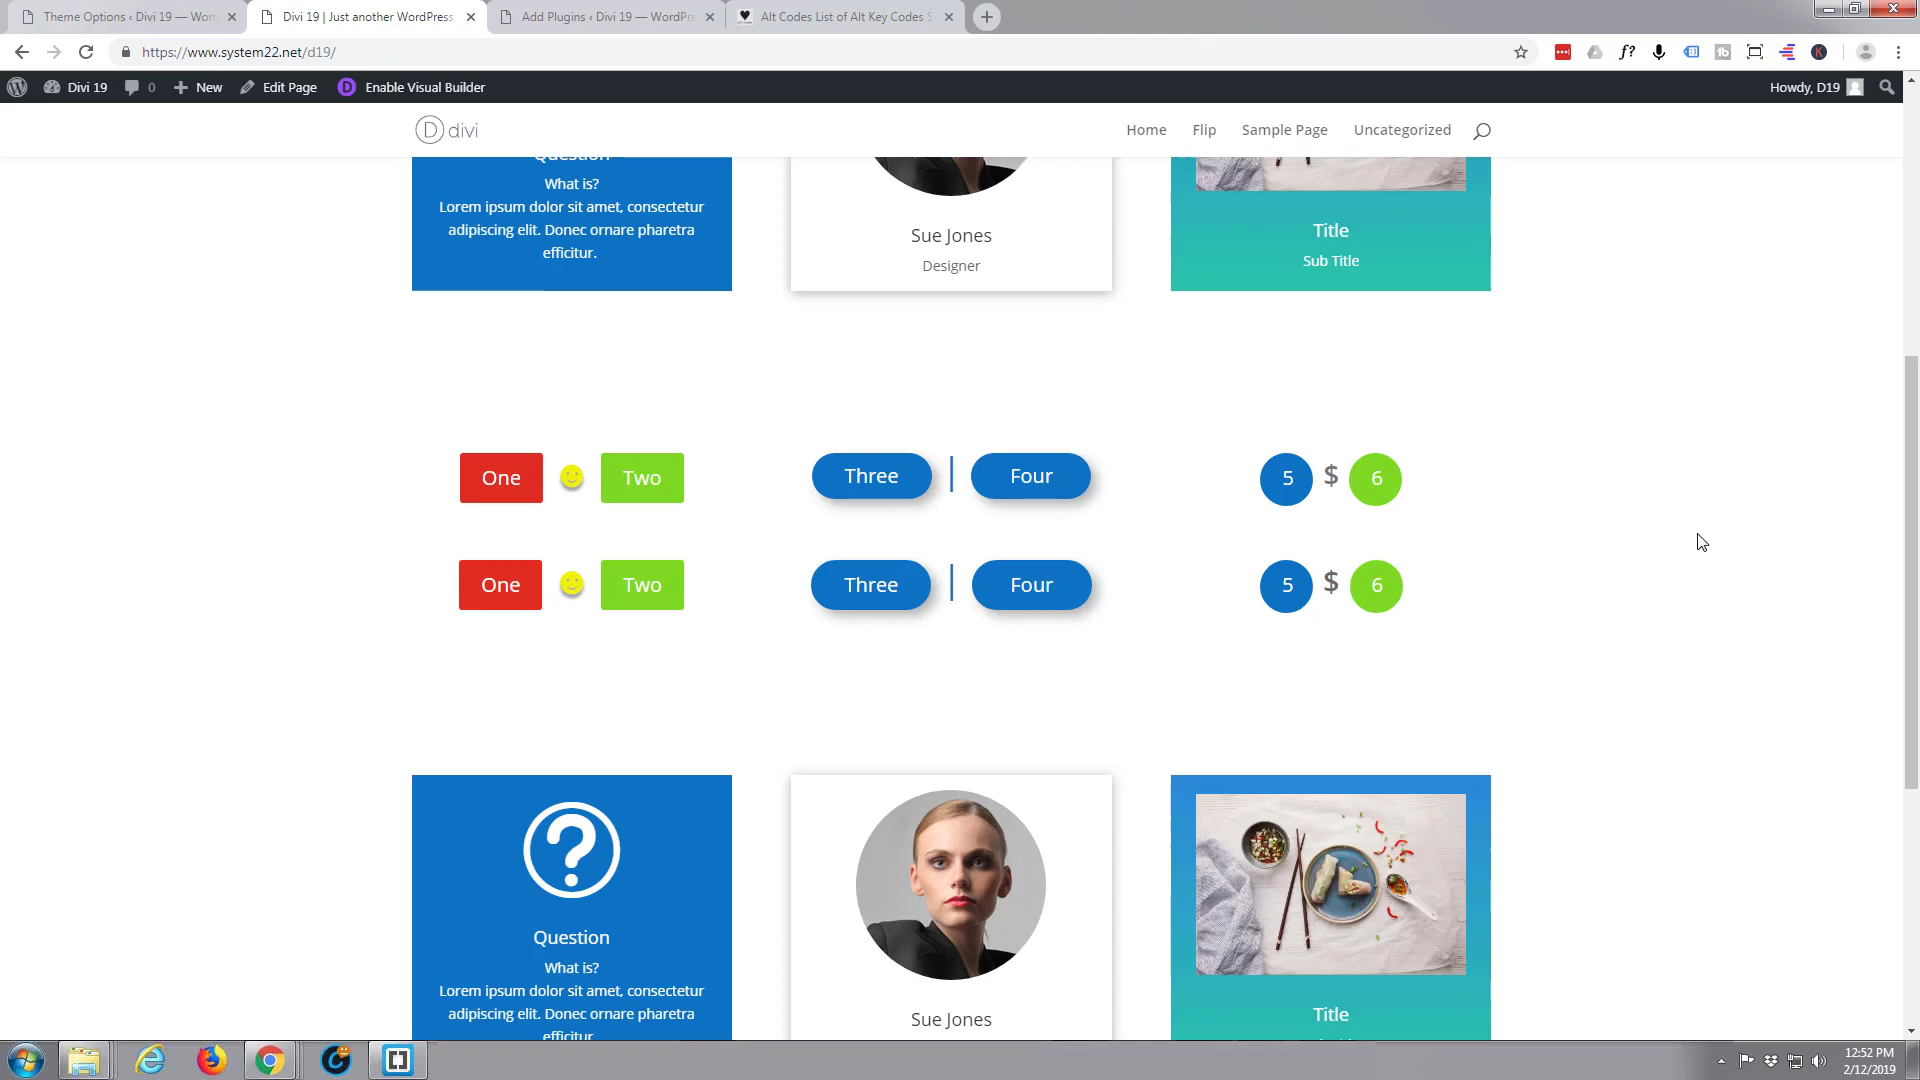 Theme Options ‹ Divi 19 — Wor
Divi 19 | Just another WordPress
Add Plugins ‹ Divi 19 — WordPre
Alt Codes List of Alt Key Codes S
https://www.system22.net/d19/
Divi 19
0
New
Edit Page
Enable Visual Builder
Howdy, D19
D divi
Home
Flip
Sample Page
Uncategorized
Question
What is?
Lorem ipsum dolor sit amet, consectetur
adipiscing elit. Donec ornare pharetra
efficitur.
Sue Jones
Designer
Title
Sub Title
One
Two
Three
|
Four
5
$
6
One
Two
Three
|
Four
5
$
6
?
Question
What is?
Lorem ipsum dolor sit amet, consectetur
adipiscing elit. Donec ornare pharetra
efficitur
Sue Jones
Title
12:52 PM
2/12/2019